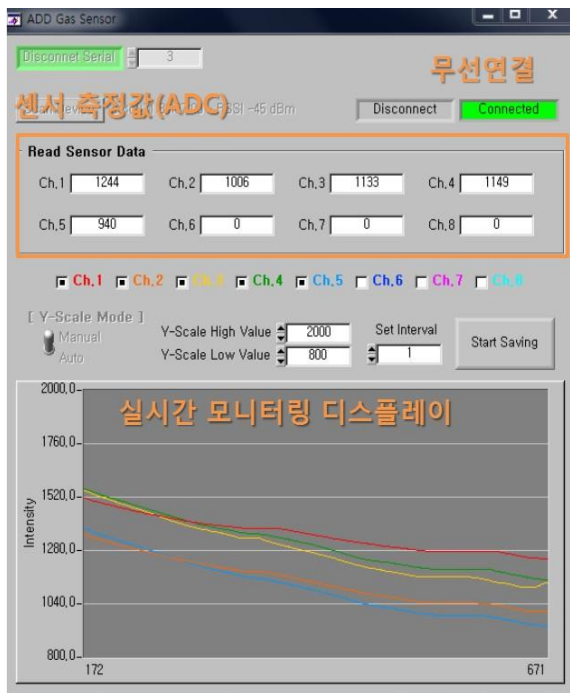 ADD Gas Sensor
Disconnet Serial 3
무선연결
센서 측정값(ADC)
RSSI -45 dBm Disconnect Connected
Read Sensor Data
Ch.1 1244 Ch.2 1006 Ch.3 1133 Ch.4 1149
Ch.5 940 Ch.6 0 Ch.7 0 Ch.8 0
Ch.1 Ch.2 Ch.3 Ch.4 Ch.5 Ch.6 Ch.7 Ch.8
[ Y-Scale Mode ]
Manual
Auto
Y-Scale High Value 2000
Y-Scale Low Value 800
Set Interval
1
Start Saving
실시간 모니터링 디스플레이
2000,0
1760,0
1520,0
1280,0
1040,0
800,0
Intensity
172 671